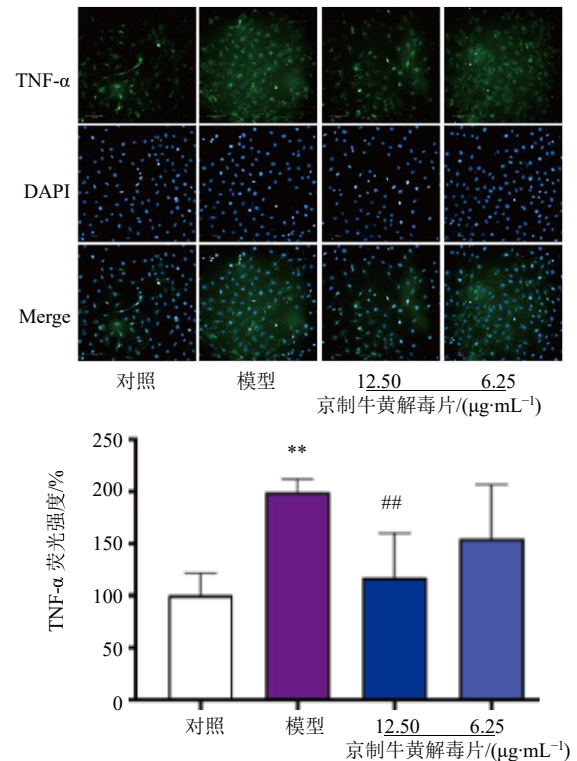 TNF-α
DAPI
Merge
对照 模型 12.50 6.25
京制牛黄解毒片/(μg·mL⁻¹)
250
200
150
100
50
0
TNF-α 荧光强度/%
**
##
对照 模型 12.50 6.25
京制牛黄解毒片/(μg·mL⁻¹)